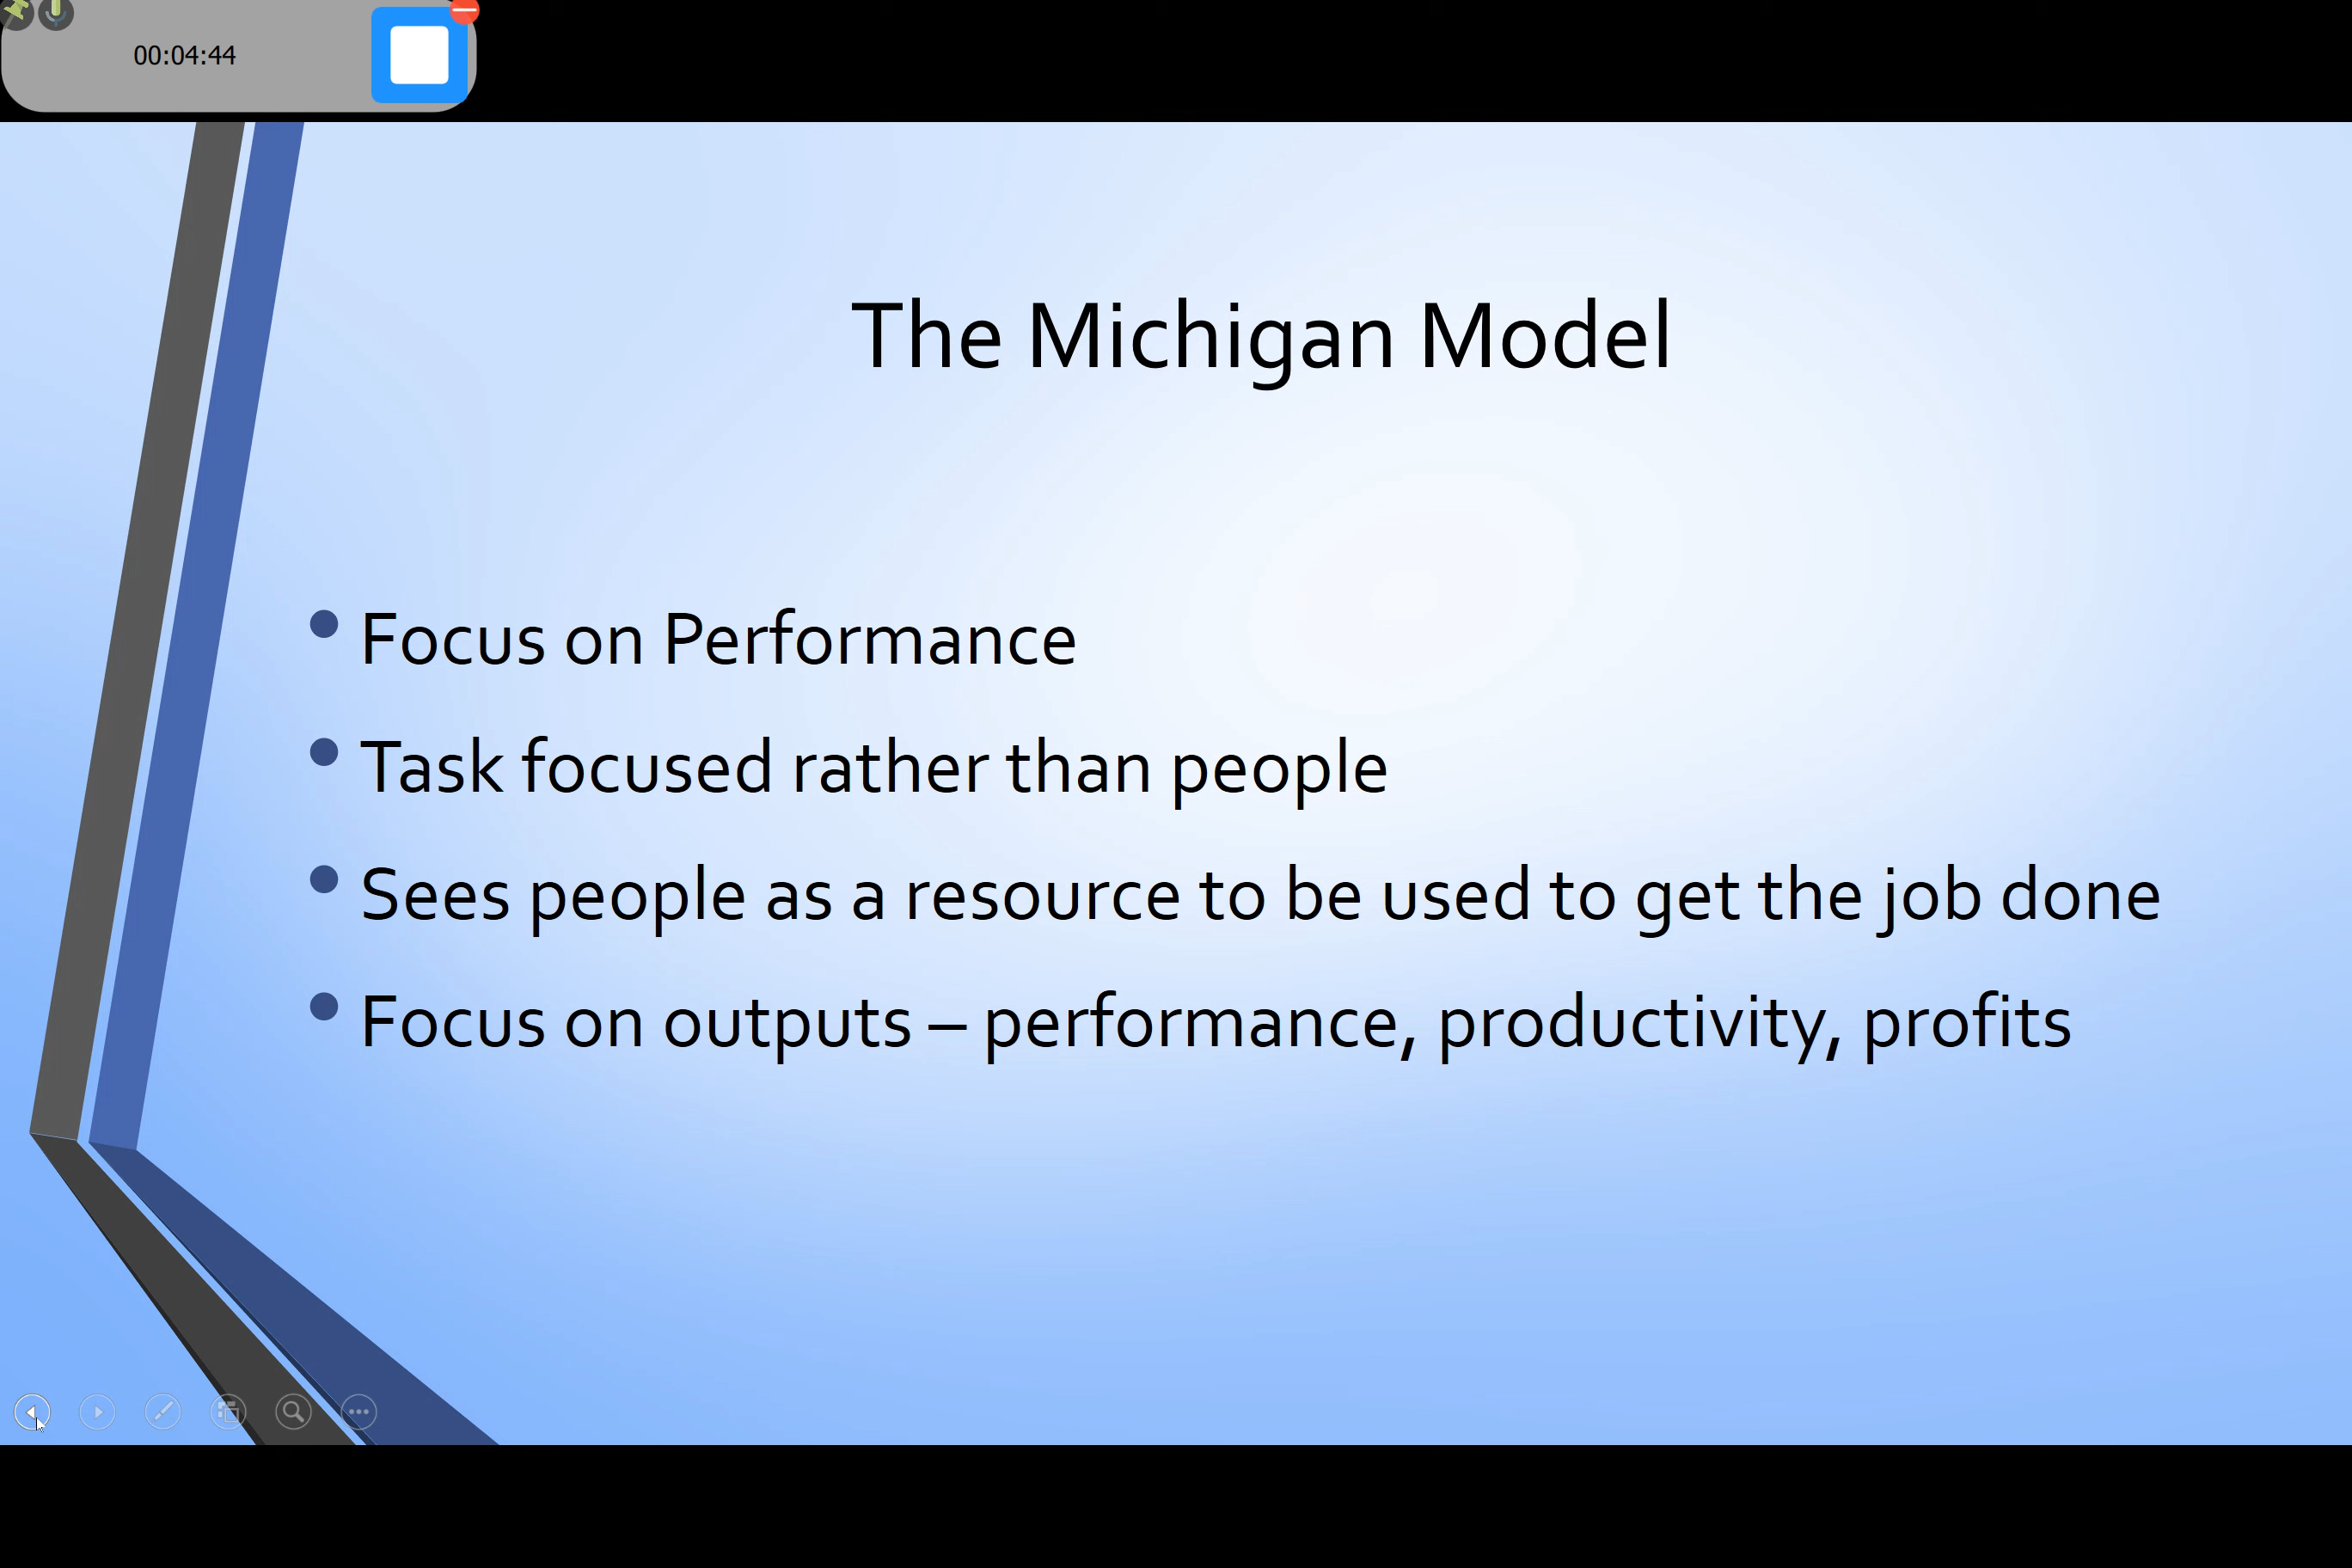 00:04:44
The Michigan Model
Focus on Performance
Task focused rather than people
Sees people as a resource to be used to get the job done
Focus on outputs – performance, productivity, profits